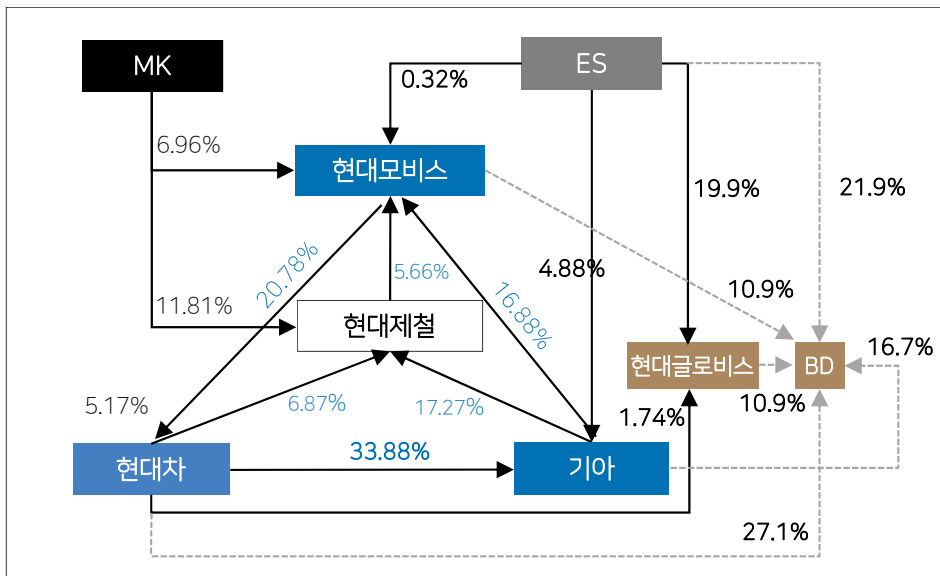 MK
ES
0.32%
6.96%
현대모비스
19.9%
21.9%
20.78%
5.66%
4.88%
16.88%
10.9%
11.81%
현대제철
현대글로비스
BD
16.7%
5.17%
6.87%
17.27%
1.74%
10.9%
현대차
33.88%
기아
27.1%